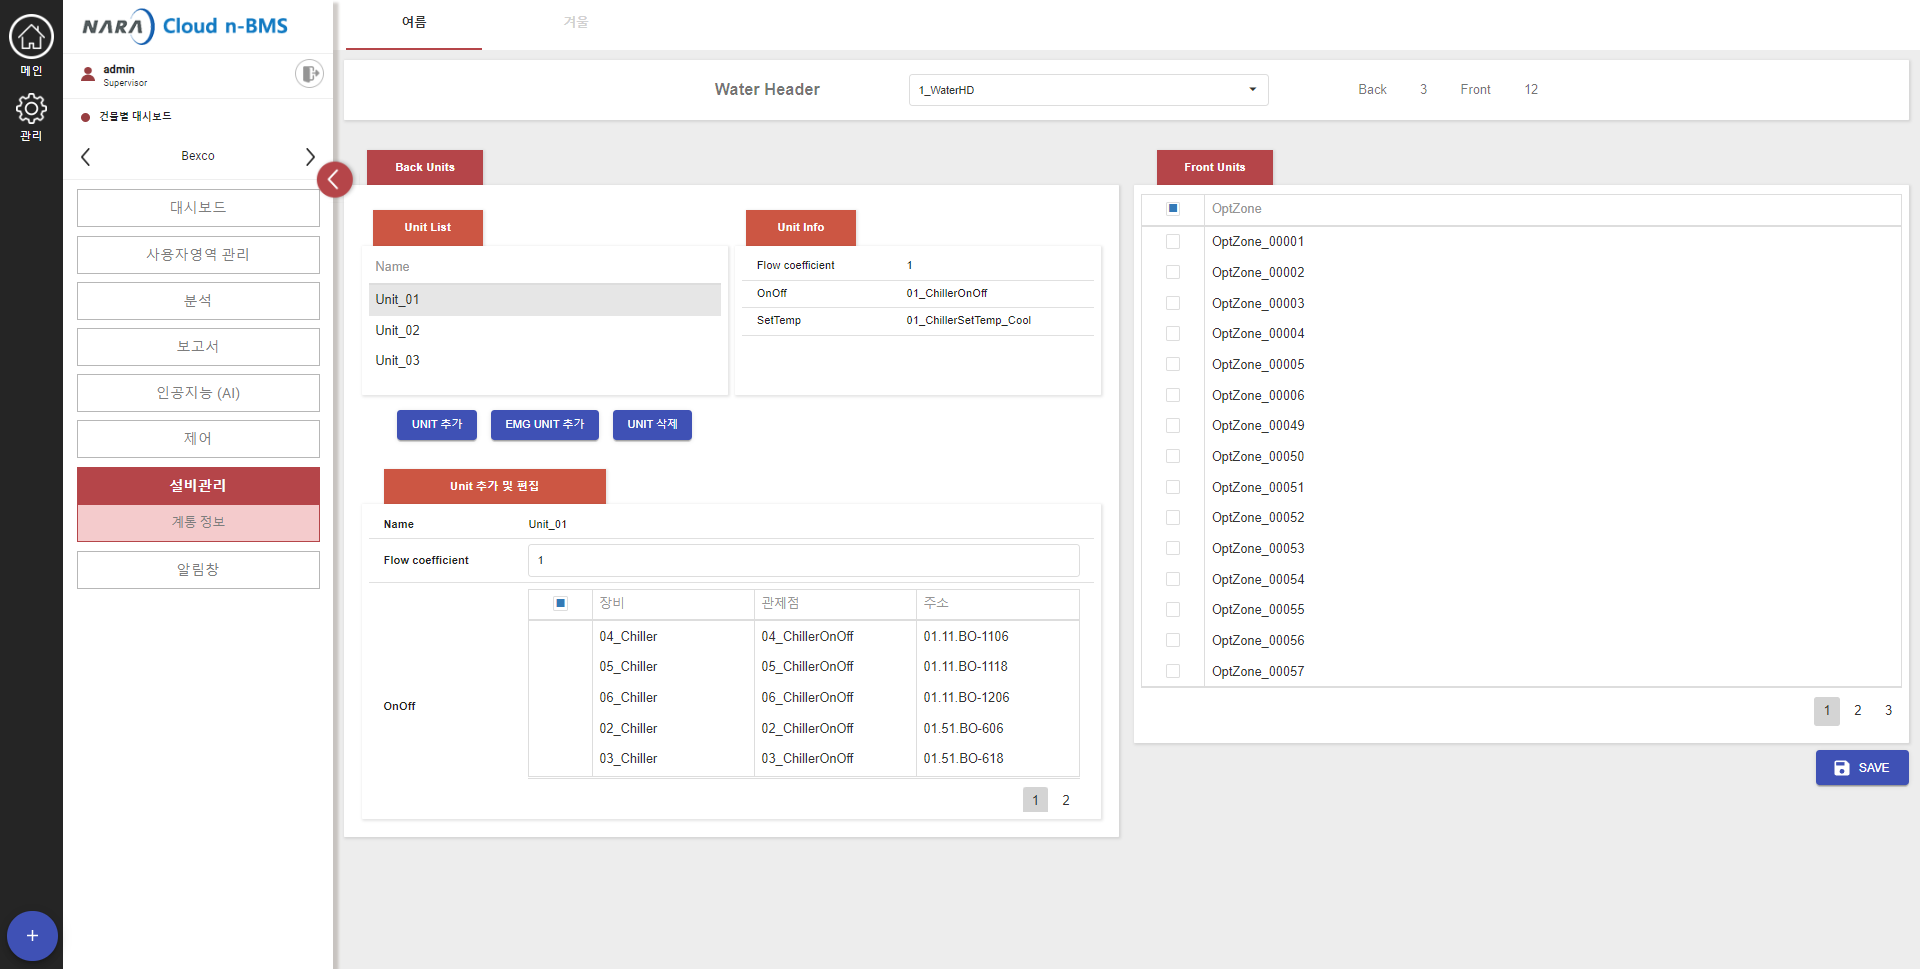 메인
관리
NARA Cloud n-BMS
admin
Supervisor
건물별 대시보드
Bexco
대시보드
사용자영역 관리
분석
보고서
인공지능 (AI)
제어
설비관리
계통 정보
알림창
여름 겨울
Water Header 1_WaterHD Back 3 Front 12
Back Units
Unit List
Name
Unit_01
Unit_02
Unit_03
Unit Info
Flow coefficient 1
OnOff 01_ChillerOnOff
SetTemp 01_ChillerSetTemp_Cool
UNIT 추가 EMG UNIT 추가 UNIT 삭제
Unit 추가 및 편집
Name Unit_01
Flow coefficient 1
OnOff
장비 관제점 주소
04_Chiller 04_ChillerOnOff 01.11.BO-1106
05_Chiller 05_ChillerOnOff 01.11.BO-1118
06_Chiller 06_ChillerOnOff 01.11.BO-1206
02_Chiller 02_ChillerOnOff 01.51.BO-606
03_Chiller 03_ChillerOnOff 01.51.BO-618
1 2
Front Units
OptZone
OptZone_00001
OptZone_00002
OptZone_00003
OptZone_00004
OptZone_00005
OptZone_00006
OptZone_00049
OptZone_00050
OptZone_00051
OptZone_00052
OptZone_00053
OptZone_00054
OptZone_00055
OptZone_00056
OptZone_00057
1 2 3
SAVE